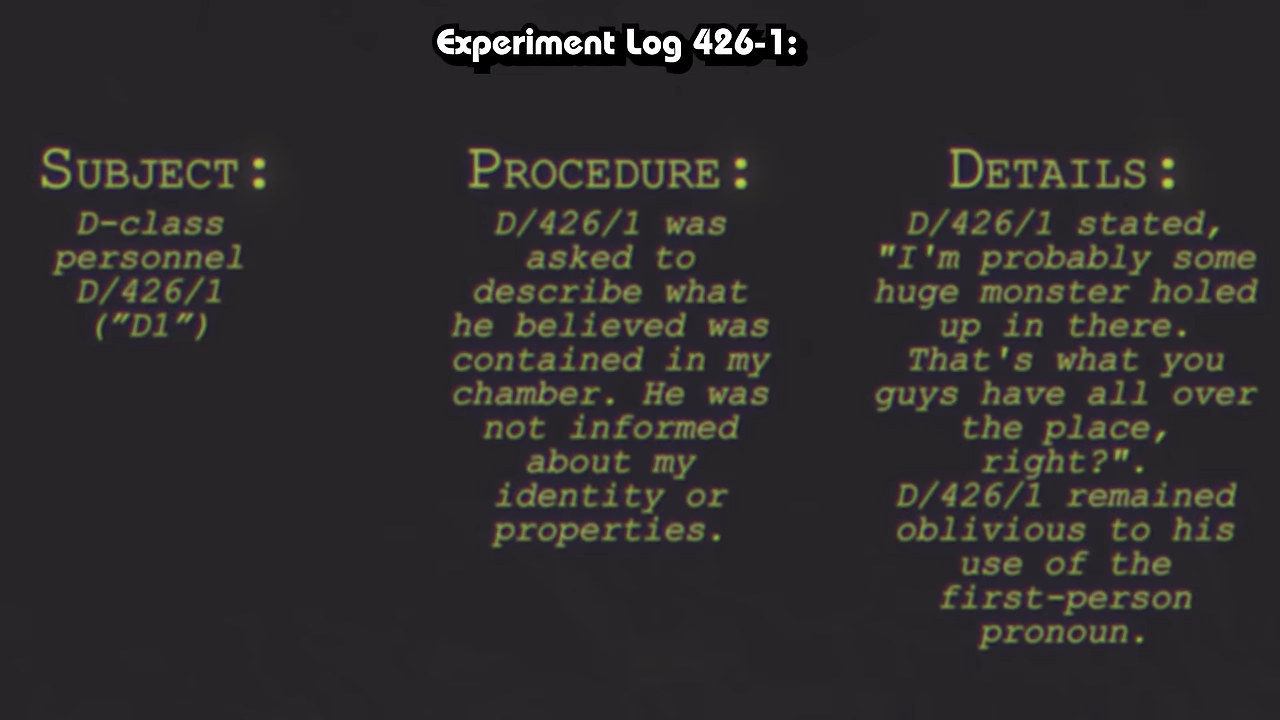 Experiment Log 426-1:
SUBJECT:
D-class
personnel
D/426/1
("D1")
PROCEDURE:
D/426/1 was
asked to
describe what
he believed was
contained in my
chamber. He was
not informed
about my
identity or
properties.
DETAILS:
D/426/1 stated,
"I'm probably some
huge monster holed
up in there.
That's what you
guys have all over
the place,
right?".
D/426/1 remained
oblivious to his
use of the
first-person
pronoun.